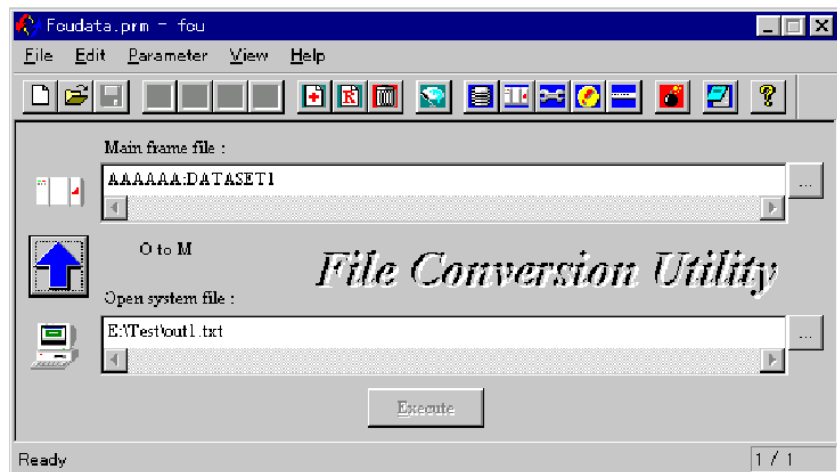 Fcudata.prm - fcu
File Edit Parameter View Help
R
?
Main frame file :
AAAAAA:DATASET1
...
O to M
File Conversion Utility
Open system file :
E:\Test\out1.txt
...
Execute
Ready
1 / 1